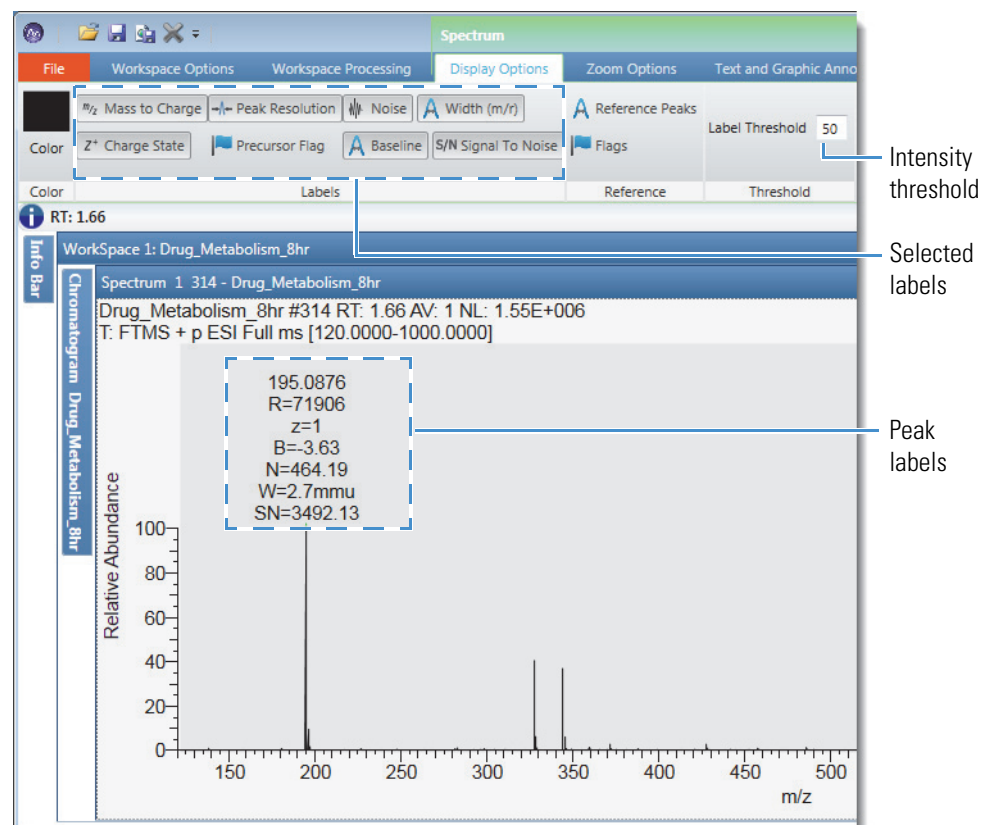 Spectrum
File Workspace Options Workspace Processing Display Options Zoom Options Text and Graphic Anno
m/z Mass to Charge Peak Resolution Noise A Width (m/r) A Reference Peaks
Label Threshold 50
Color Z+ Charge State Precursor Flag A Baseline S/N Signal To Noise Flags
Color Labels Reference Threshold
Intensity
threshold
Selected
labels
Peak
labels
i RT: 1.66
Info Bar
WorkSpace 1: Drug_Metabolism_8hr
Chromatogram Drug_Metabolism_8hr
Spectrum 1 314 - Drug_Metabolism_8hr
Drug_Metabolism_8hr #314 RT: 1.66 AV: 1 NL: 1.55E+006
T: FTMS + p ESI Full ms [120.0000-1000.0000]
195.0876
R=71906
z=1
B=-3.63
N=464.19
W=2.7mmu
SN=3492.13
Relative Abundance
100
80
60
40
20
0
150 200 250 300 350 400 450 500
m/z